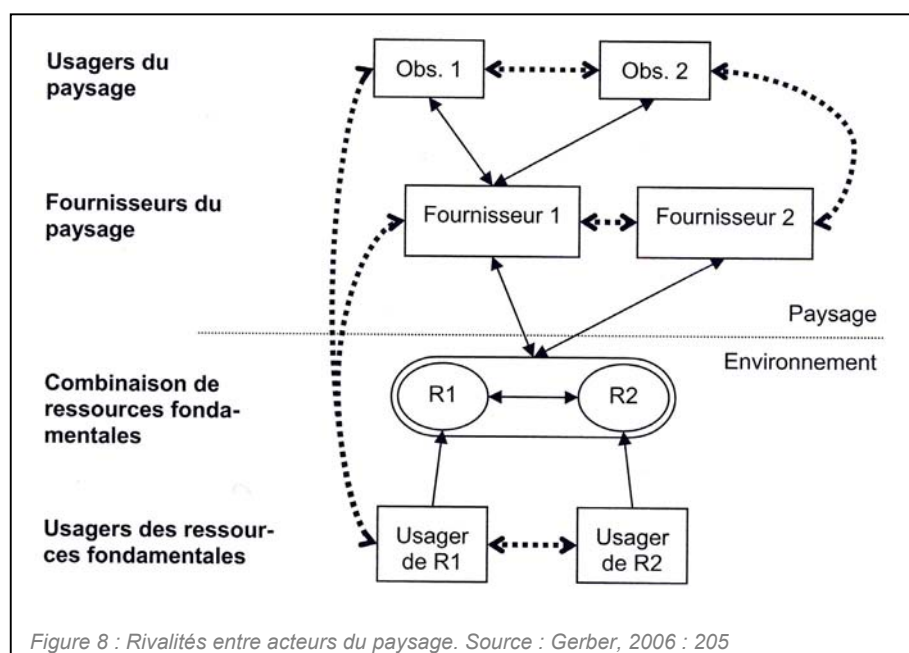 Usagers du
paysage
Obs. 1
Obs. 2
Fournisseurs du
paysage
Fournisseur 1
Fournisseur 2
Paysage
Environnement
Combinaison de
ressources fonda-
mentales
R1
R2
Usagers des ressour-
ces fondamentales
Usager
de R1
Usager
de R2
Figure 8 : Rivalités entre acteurs du paysage. Source : Gerber, 2006 : 205